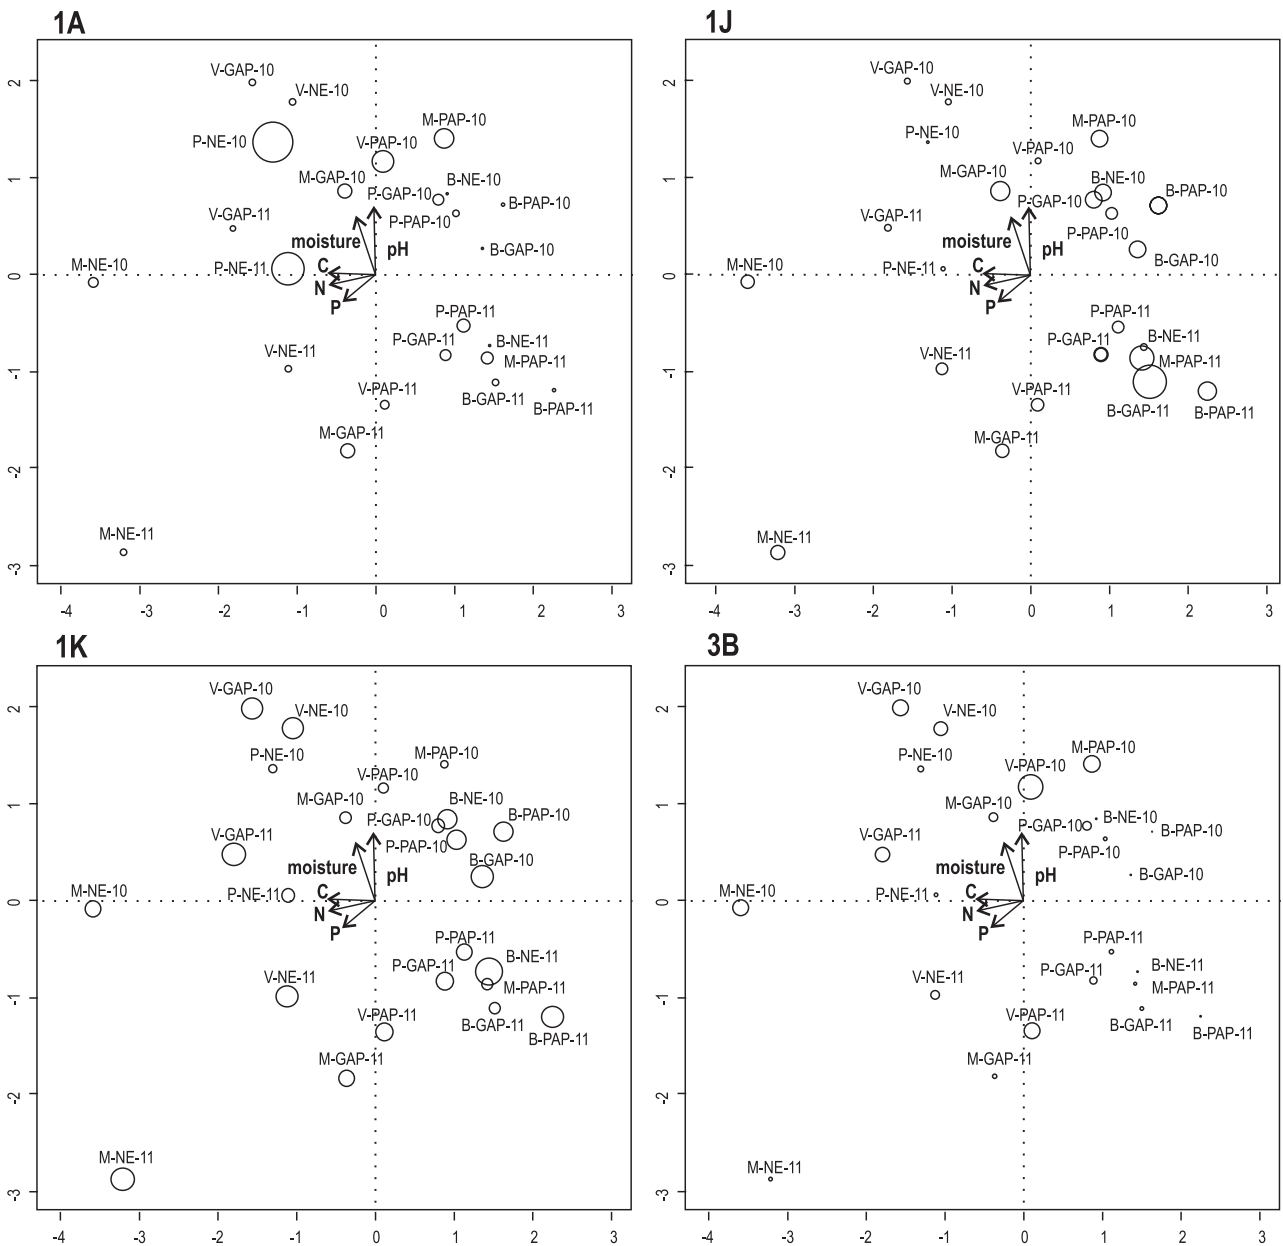 1A
V-GAP-10
V-NE-10
M-PAP-10
P-NE-10
V-PAP-10
M-GAP-10
P-GAP-10
B-NE-10
B-PAP-10
P-PAP-10
V-GAP-11
moisture
pH
B-GAP-10
M-NE-10
P-NE-11
C
N
P
P-PAP-11
P-GAP-11
B-NE-11
V-NE-11
M-PAP-11
V-PAP-11
B-GAP-11
B-PAP-11
M-GAP-11
M-NE-11
2
1
0
-1
-2
-3
-4
-3
-2
-1
0
1
2
3
1J
V-GAP-10
V-NE-10
M-PAP-10
P-NE-10
V-PAP-10
M-GAP-10
B-NE-10
B-PAP-10
P-GAP-10
V-GAP-11
P-PAP-10
moisture
pH
B-GAP-10
M-NE-10
P-NE-11
C
N
P
P-PAP-11
P-GAP-11
B-NE-11
V-NE-11
M-PAP-11
V-PAP-11
B-GAP-11
B-PAP-11
M-GAP-11
M-NE-11
2
1
0
-1
-2
-3
-4
-3
-2
-1
0
1
2
3
1K
V-GAP-10
V-NE-10
P-NE-10
M-PAP-10
V-PAP-10
M-GAP-10
B-NE-10
P-GAP-10
B-PAP-10
V-GAP-11
P-PAP-10
moisture
B-GAP-10
pH
M-NE-10
P-NE-11
C
N
P
P-PAP-11
B-NE-11
P-GAP-11
V-NE-11
M-PAP-11
V-PAP-11
B-GAP-11
B-PAP-11
M-GAP-11
M-NE-11
2
1
0
-1
-2
-3
-4
-3
-2
-1
0
1
2
3
3B
V-GAP-10
V-NE-10
P-NE-10
M-PAP-10
V-PAP-10
M-GAP-10
P-GAP-10
B-NE-10
B-PAP-10
V-GAP-11
P-PAP-10
moisture
pH
B-GAP-10
M-NE-10
P-NE-11
C
N
P
P-PAP-11
P-GAP-11
B-NE-11
V-NE-11
M-PAP-11
V-PAP-11
B-GAP-11
B-PAP-11
M-GAP-11
M-NE-11
2
1
0
-1
-2
-3
-4
-3
-2
-1
0
1
2
3